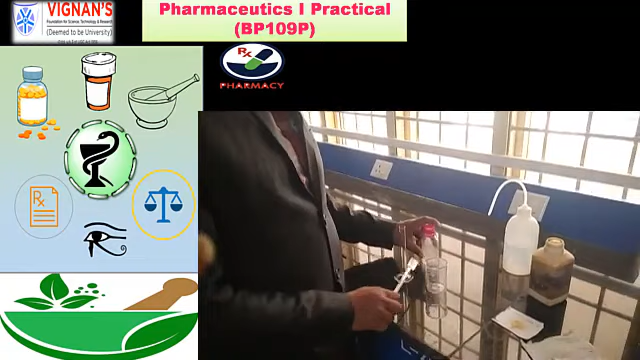 VIGNAN'S
Foundation for Science, Technology & Research
(Deemed to be University)
Pharmaceutics I Practical
(BP109P)
Rx
PHARMACY
Rx